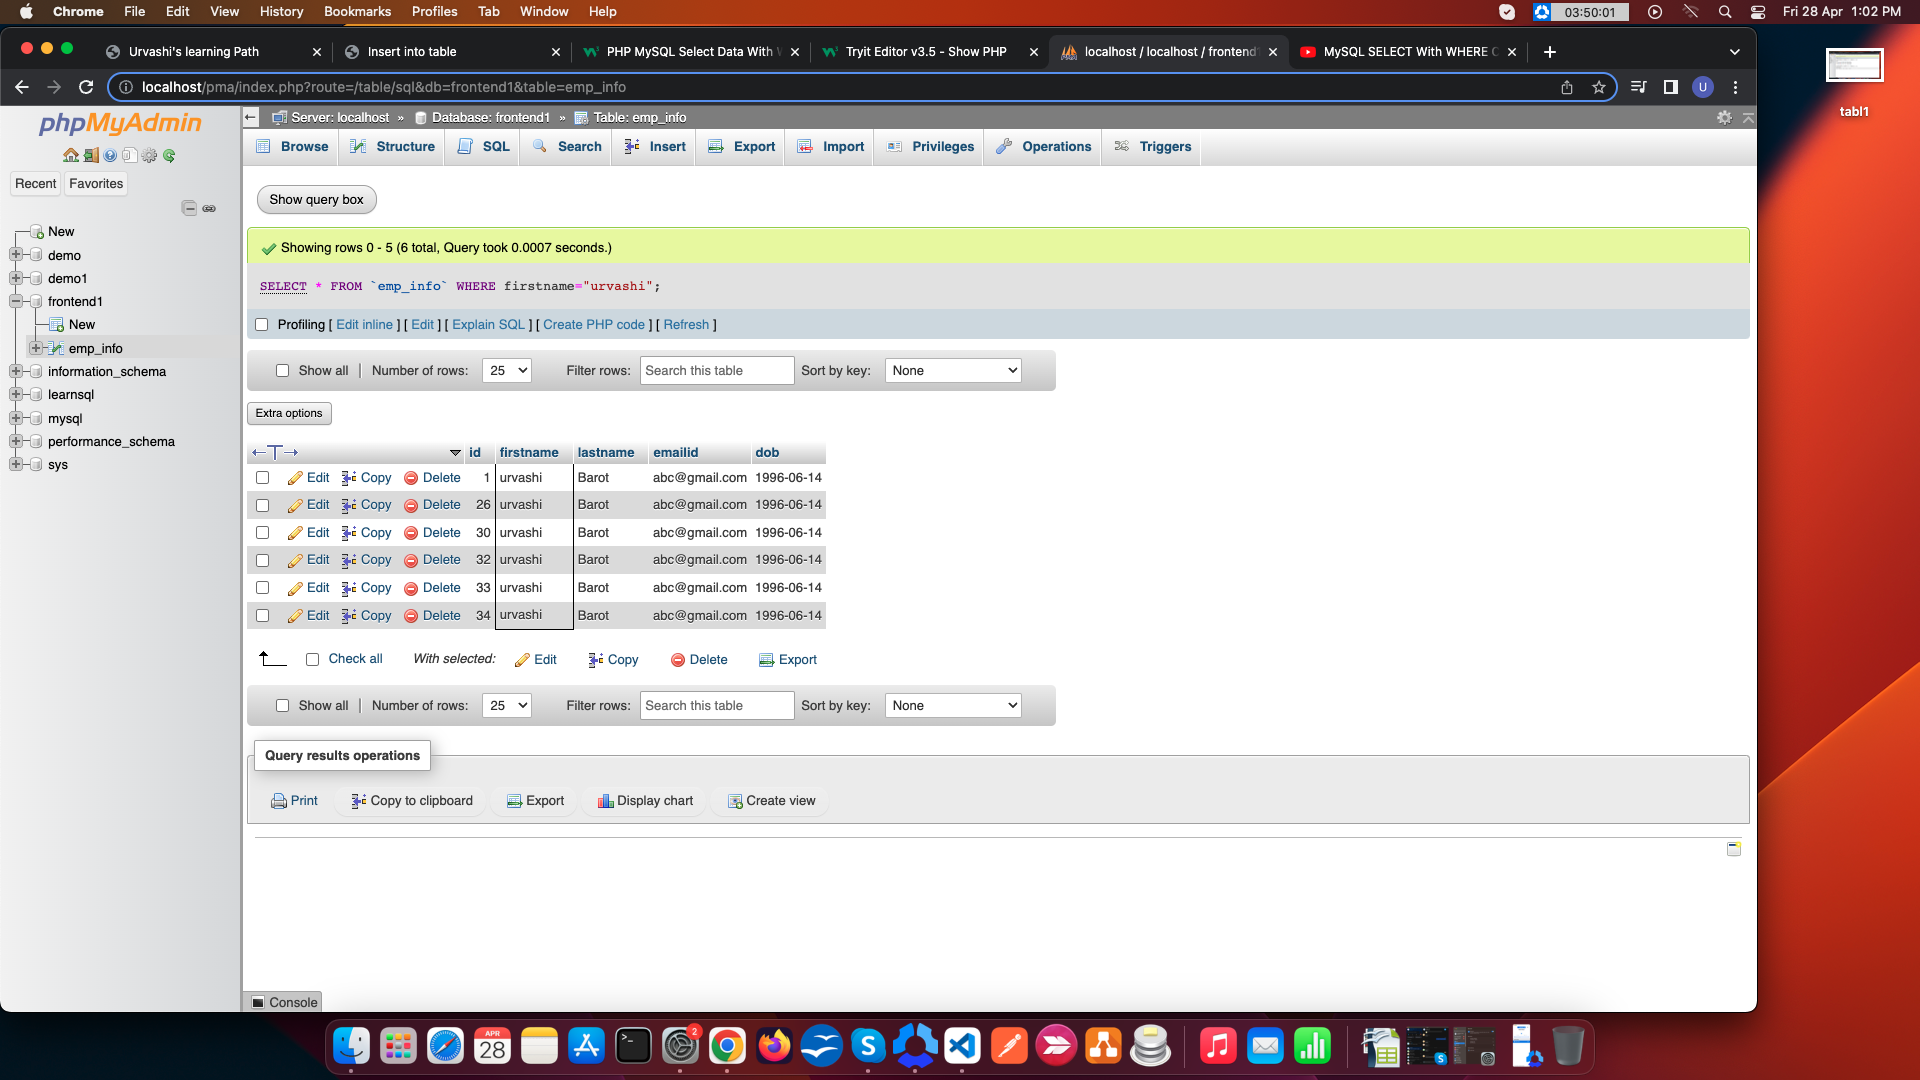 Chrome File Edit View History Bookmarks Profiles Tab Window Help 03:50:01 Fri 28 Apr 1:02 PM
Urvashi's learning Path Insert into table PHP MySQL Select Data With Tryit Editor v3.5 - Show PHP localhost / localhost / frontend MySQL SELECT With WHERE
localhost/pma/index.php?route=/table/sql&db=frontend1&table=emp_info U
tabl1
phpMyAdmin
Recent Favorites
New
demo
demo1
frontend1
New
emp_info
information_schema
learnsql
mysql
performance_schema
sys
Server: localhost » Database: frontend1 » Table: emp_info
Browse Structure SQL Search Insert Export Import Privileges Operations Triggers
Show query box
Showing rows 0 - 5 (6 total, Query took 0.0007 seconds.)
SELECT * FROM `emp_info` WHERE firstname="urvashi";
Profiling [ Edit inline ] [ Edit ] [ Explain SQL ] [ Create PHP code ] [ Refresh ]
Show all | Number of rows: 25 Filter rows: Search this table Sort by key: None
Extra options
id firstname lastname emailid dob
Edit Copy Delete 1 urvashi Barot abc@gmail.com 1996-06-14
Edit Copy Delete 26 urvashi Barot abc@gmail.com 1996-06-14
Edit Copy Delete 30 urvashi Barot abc@gmail.com 1996-06-14
Edit Copy Delete 32 urvashi Barot abc@gmail.com 1996-06-14
Edit Copy Delete 33 urvashi Barot abc@gmail.com 1996-06-14
Edit Copy Delete 34 urvashi Barot abc@gmail.com 1996-06-14
Check all With selected: Edit Copy Delete Export
Show all | Number of rows: 25 Filter rows: Search this table Sort by key: None
Query results operations
Print Copy to clipboard Export Display chart Create view
Console
APR
28
2